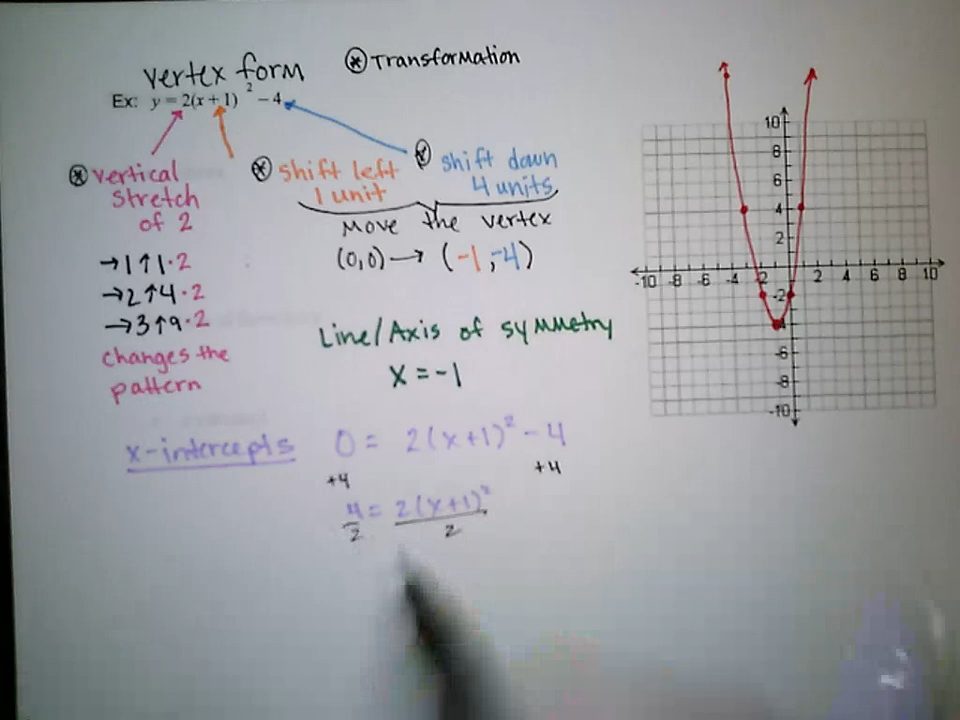 vertex form
⊛ Transformation
Ex: y = 2(x + 1)² − 4
⊛ vertical
stretch
of 2
→1↑1·2
→2↑4·2
→3↑9·2
changes the
pattern
⊛ shift left
1 unit
⊛ shift down
4 units
Move the vertex
(0,0) → (-1,-4)
Line/Axis of symmetry
x = -1
x-intercepts
0 = 2(x+1)² - 4
+4 +4
4 = 2(x+1)²
2 2
10
8
6
4
2
-10 -8 -6 -4 -2 2 4 6 8 10
-2
-4
-6
-8
-10